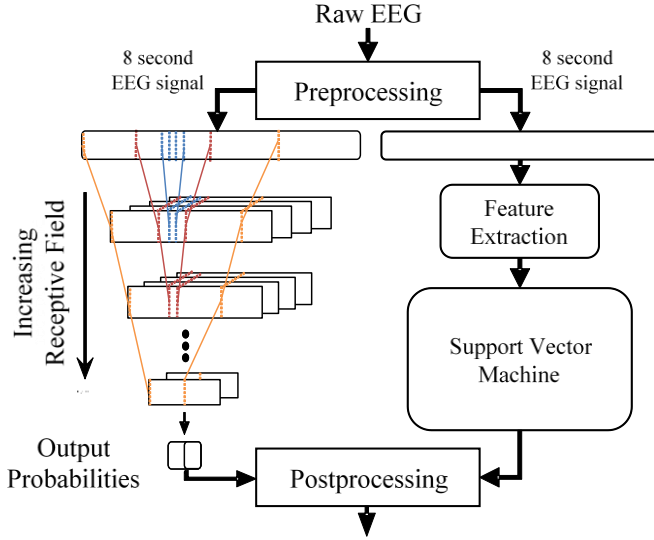 Raw EEG
8 second
EEG signal
Preprocessing
8 second
EEG signal
Increasing
Receptive Field
Feature
Extraction
Support Vector
Machine
Output
Probabilities
Postprocessing